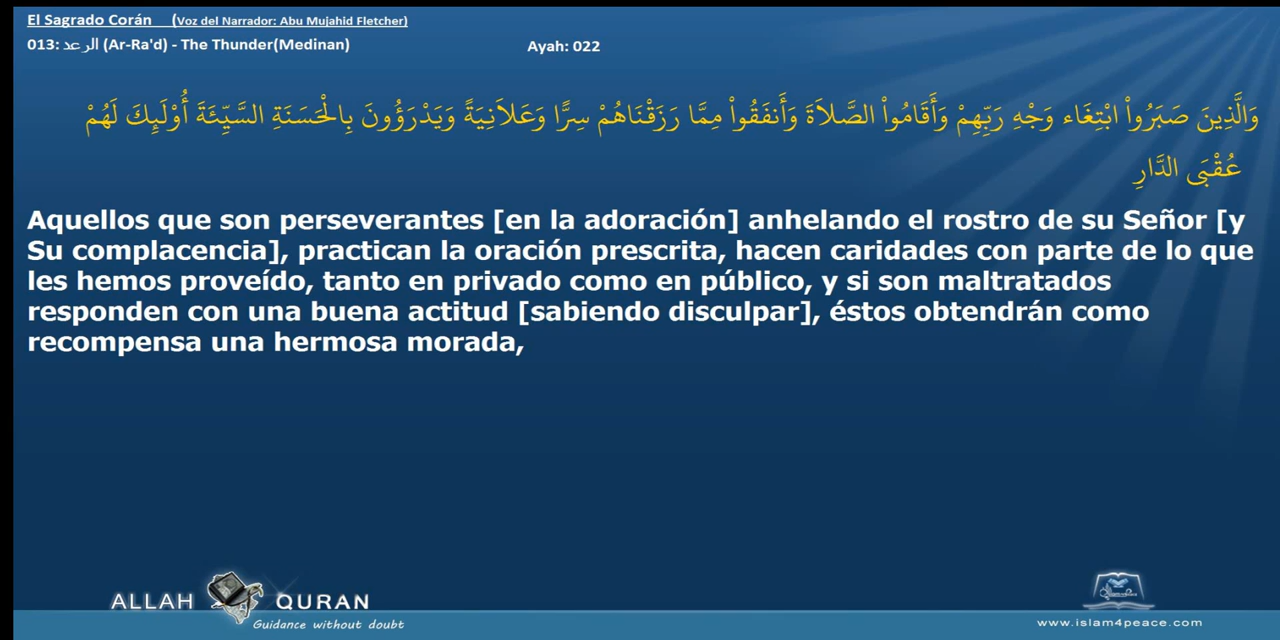 El Sagrado Corán (Voz del Narrador: Abu Mujahid Fletcher)
013: الرعد (Ar-Ra'd) - The Thunder(Medinan) Ayah: 022
وَالَّذِينَ صَبَرُواْ ابْتِغَاء وَجْهِ رَبِّهِمْ وَأَقَامُواْ الصَّلاَةَ وَأَنفَقُواْ مِمَّا رَزَقْنَاهُمْ سِرًّا وَعَلاَنِيَةً وَيَدْرَؤُونَ بِالْحَسَنَةِ السَّيِّئَةَ أُوْلَئِكَ لَهُمْ
عُقْبَى الدَّارِ
Aquellos que son perseverantes [en la adoración] anhelando el rostro de su Señor [y
Su complacencia], practican la oración prescrita, hacen caridades con parte de lo que
les hemos proveído, tanto en privado como en público, y si son maltratados
responden con una buena actitud [sabiendo disculpar], éstos obtendrán como
recompensa una hermosa morada,
ALLAH QURAN
Guidance without doubt
www.islam4peace.com